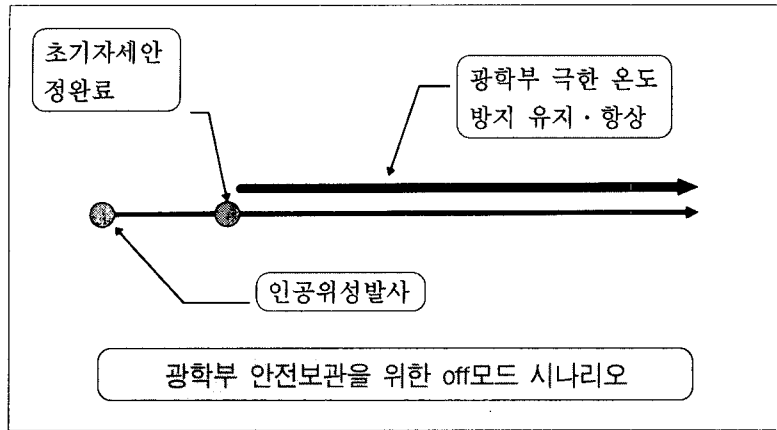 초기자세안
정완료
광학부 극한 온도
방지 유지·항상
인공위성발사
광학부 안전보관을 위한 off모드 시나리오